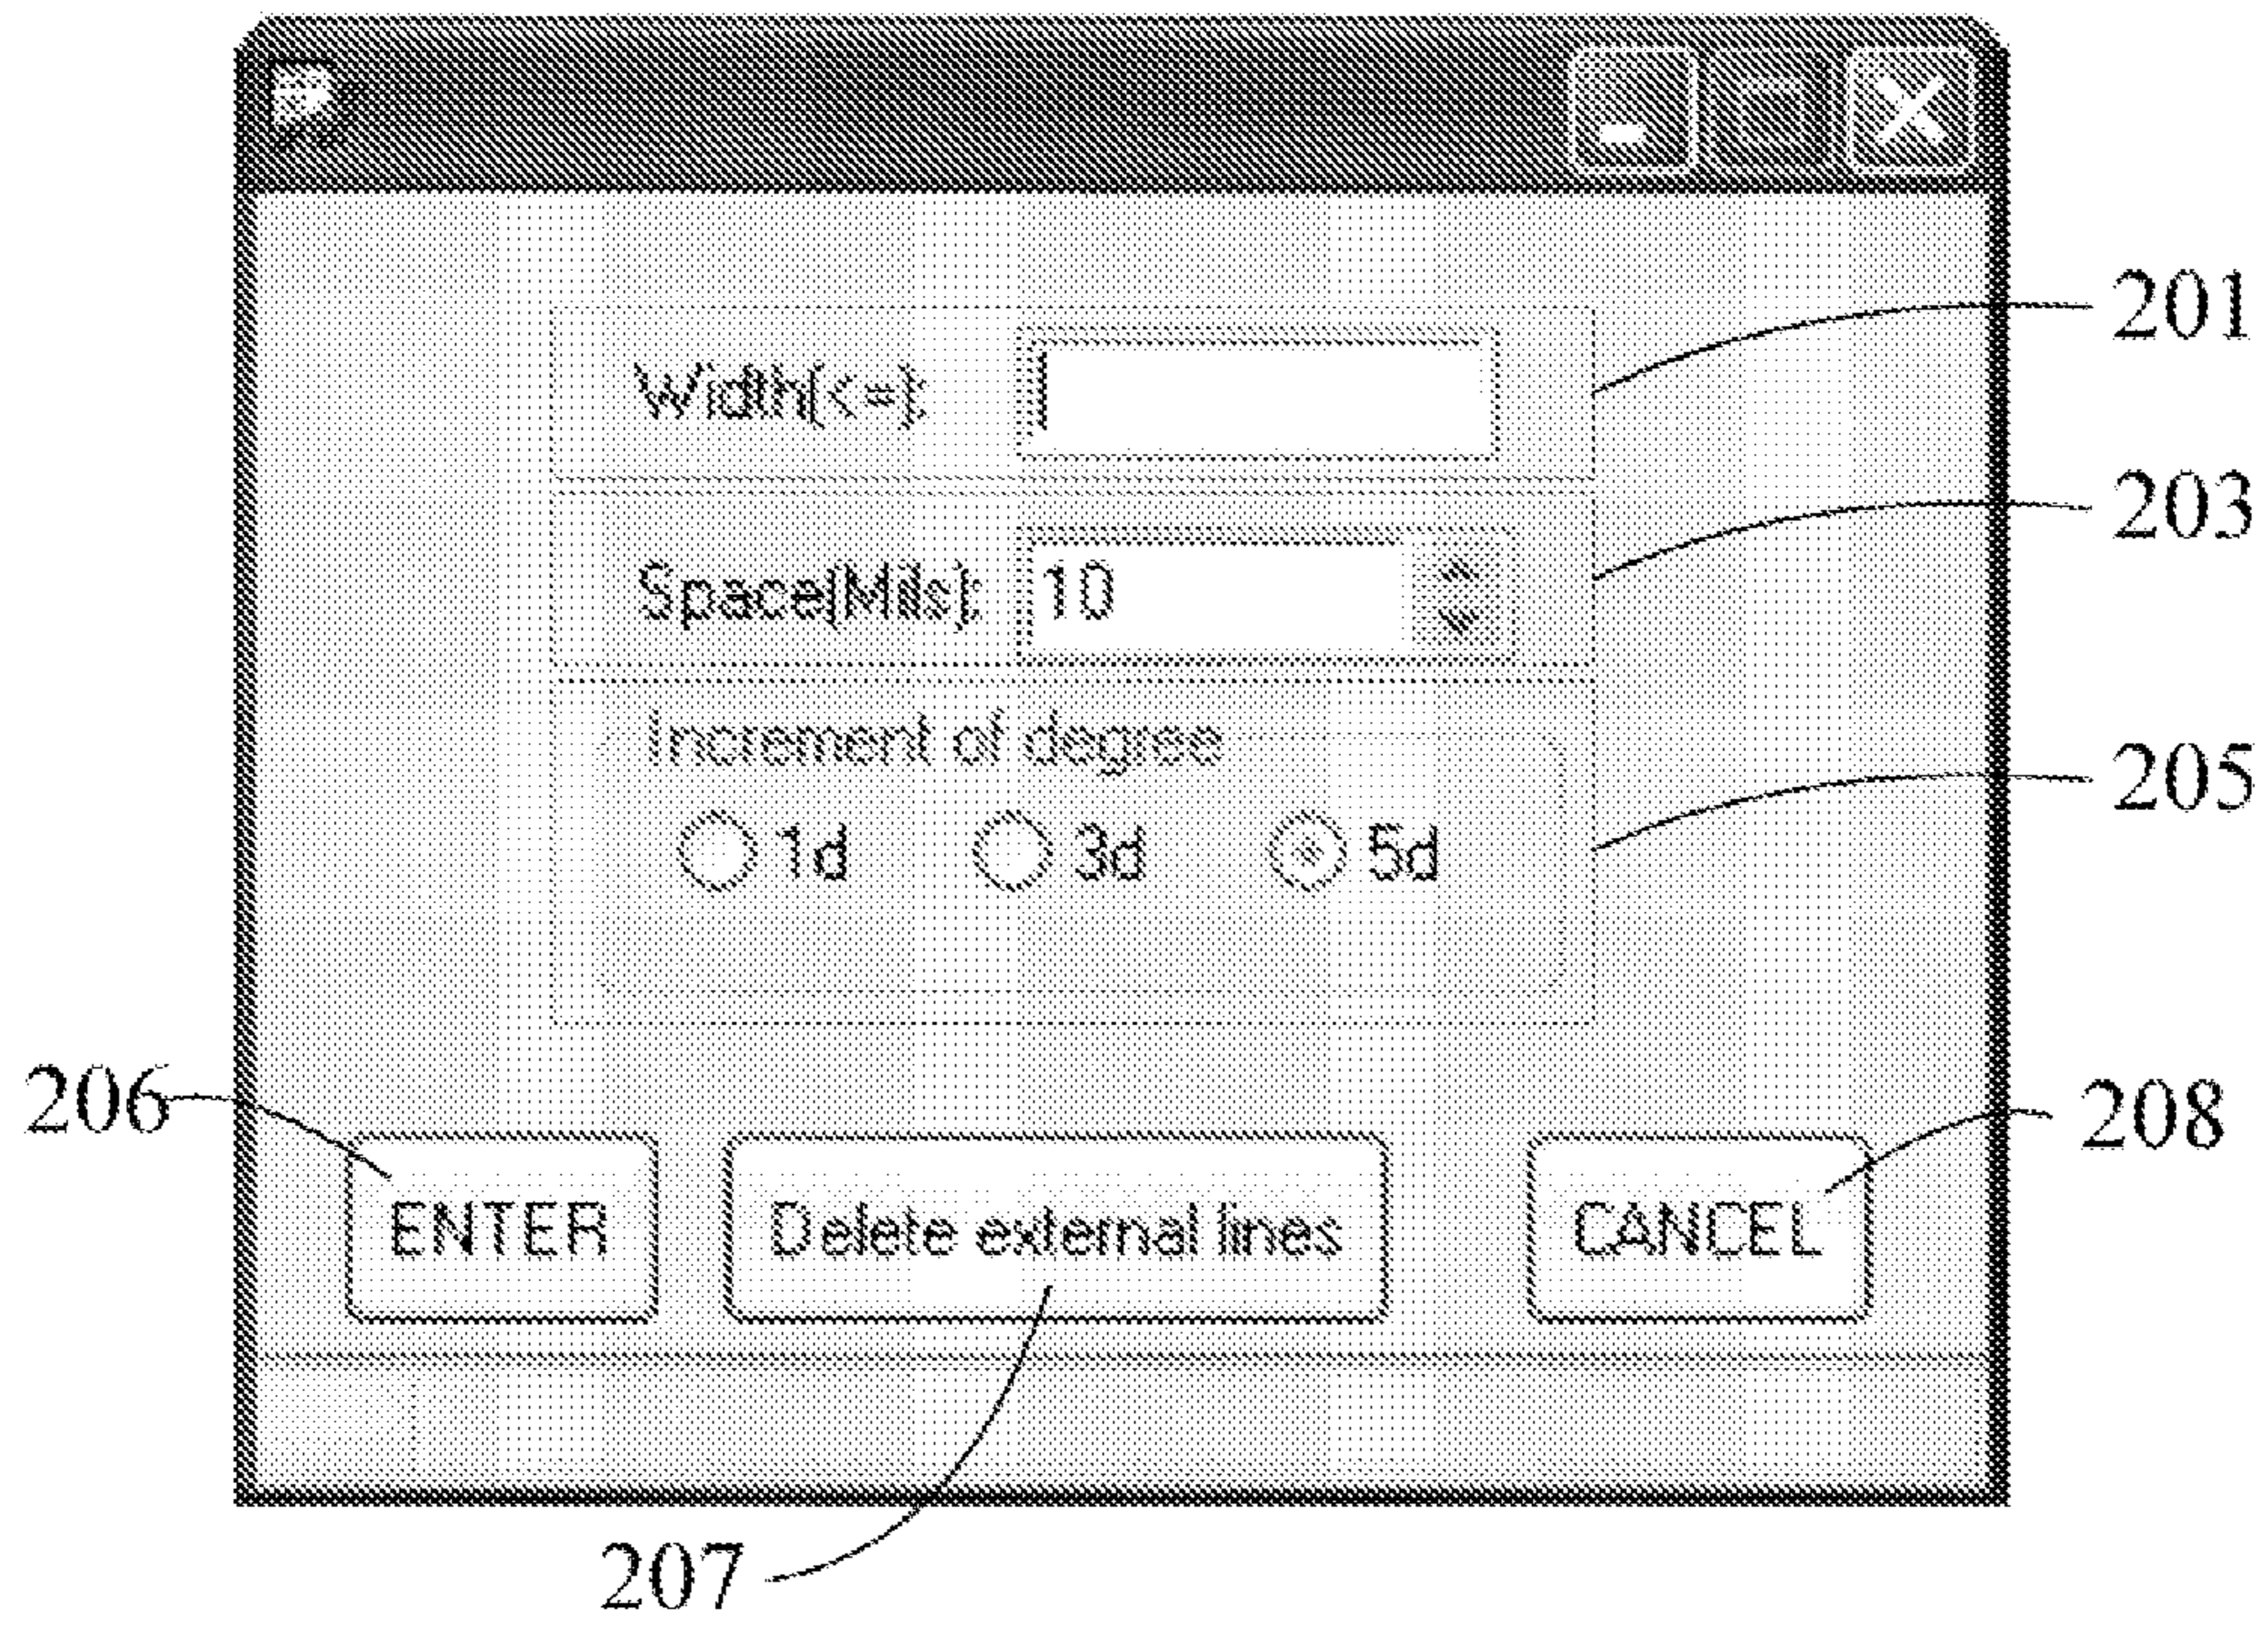 201
Width(<=):
203
Space(Mils): 10
205
Increment of degree
1d 3d 5d
206
208
ENTER Delete external lines CANCEL
207